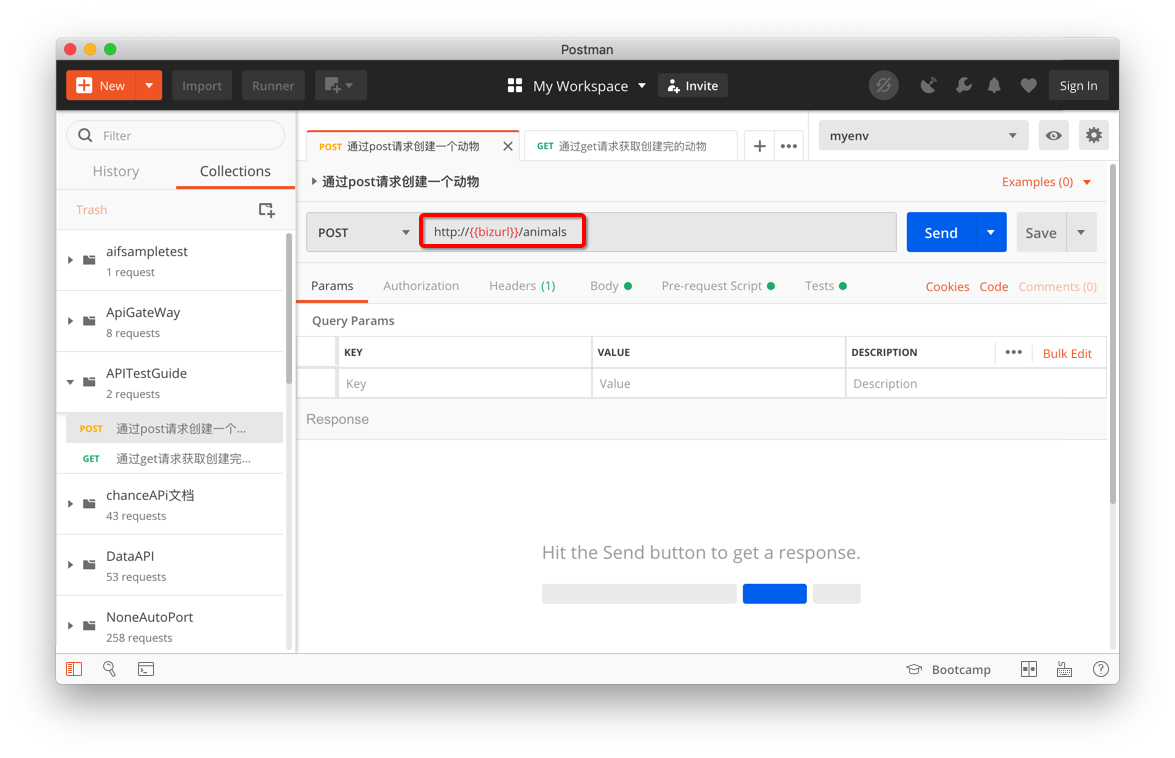 Postman
New
Import
Runner
My Workspace
Invite
Sign In
Filter
History
Collections
Trash
aifsampletest
1 request
ApiGateWay
8 requests
APITestGuide
2 requests
POST 通过post请求创建一个...
GET 通过get请求获取创建完...
chanceAPi文档
43 requests
DataAPI
53 requests
NoneAutoPort
258 requests
POST 通过post请求创建一个动物
GET 通过get请求获取创建完的动物
myenv
通过post请求创建一个动物
Examples (0)
POST
http://{{bizurl}}/animals
Send
Save
Params
Authorization
Headers (1)
Body
Pre-request Script
Tests
Cookies
Code
Comments (0)
Query Params
KEY
VALUE
DESCRIPTION
Bulk Edit
Key
Value
Description
Response
Hit the Send button to get a response.
Bootcamp